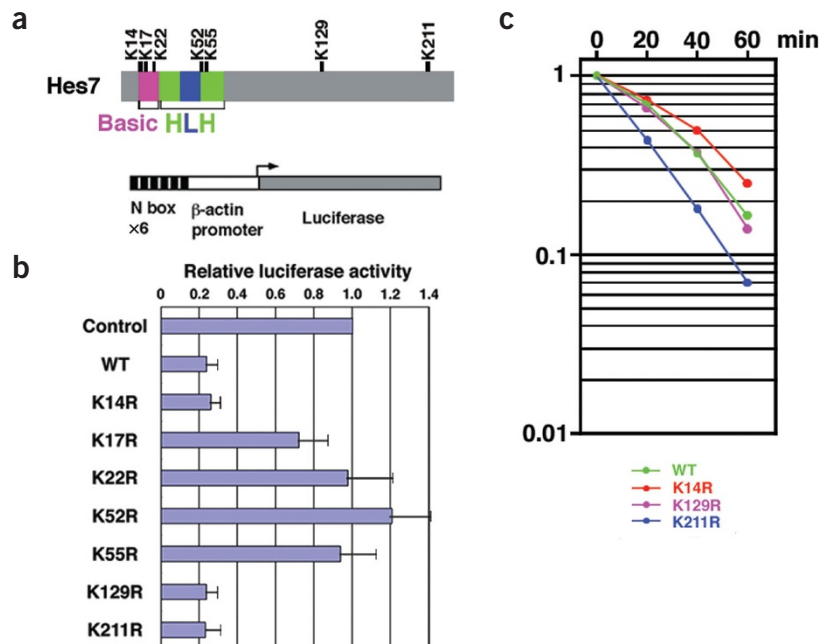 a
K14
K17
K22
K52
K55
K129
K211
Hes7
Basic HLH
N box
×6
β-actin
promoter
Luciferase
b
Relative luciferase activity
0 0.2 0.4 0.6 0.8 1.0 1.2 1.4
Control
WT
K14R
K17R
K22R
K52R
K55R
K129R
K211R
c
0 20 40 60 min
1
0.1
0.01
WT
K14R
K129R
K211R